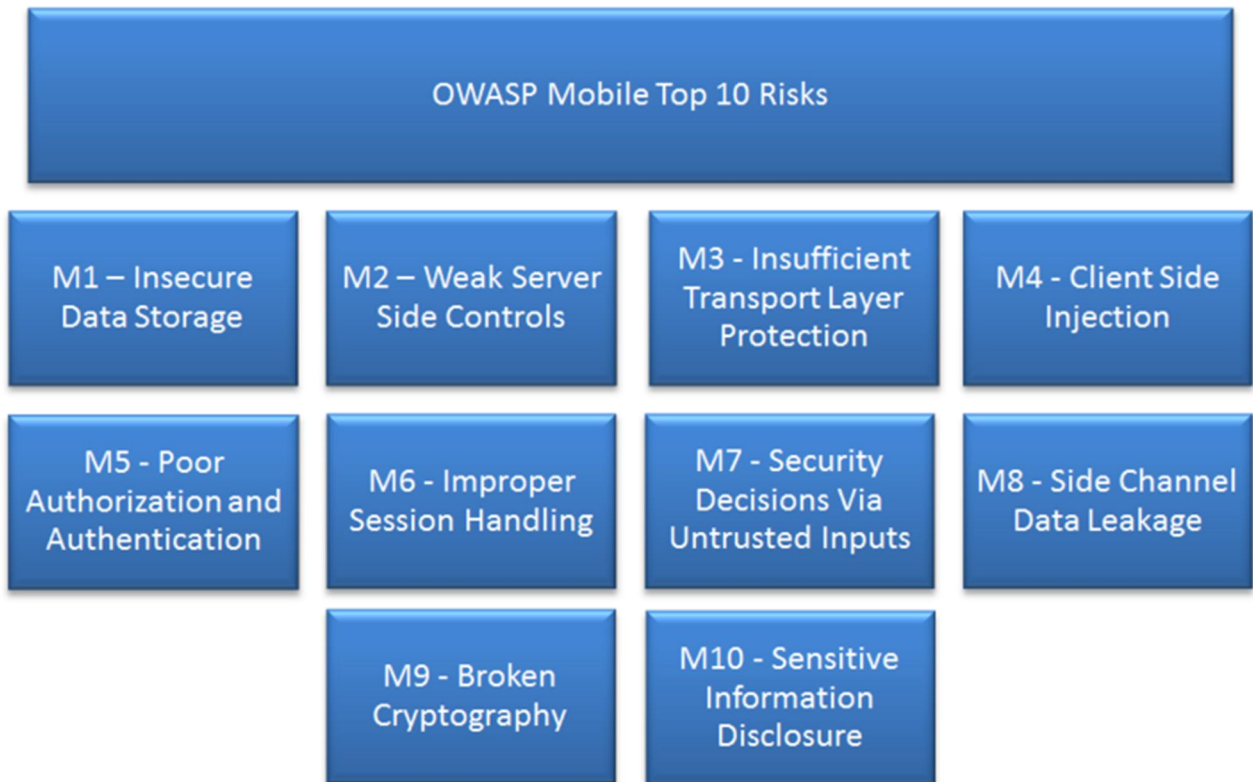 OWASP Mobile Top 10 Risks
M1 – Insecure
Data Storage
M2 – Weak Server
Side Controls
M3 - Insufficient
Transport Layer
Protection
M4 - Client Side
Injection
M5 - Poor
Authorization and
Authentication
M6 - Improper
Session Handling
M7 - Security
Decisions Via
Untrusted Inputs
M8 - Side Channel
Data Leakage
M9 - Broken
Cryptography
M10 - Sensitive
Information
Disclosure